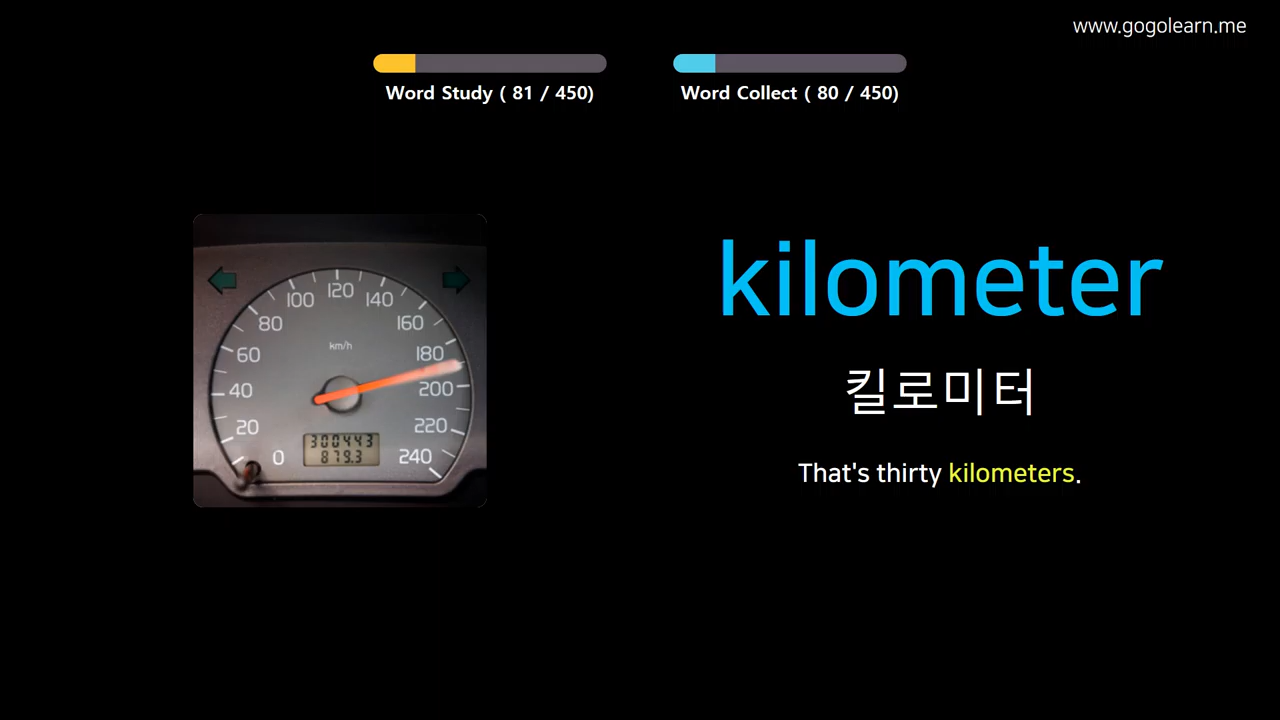 www.gogolearn.me
Word Study ( 81 / 450)
Word Collect ( 80 / 450)
kilometer
킬로미터
That's thirty kilometers.
120
100
140
80
160
km/h
60
180
40
200
20
220
300443
879.3
0
240